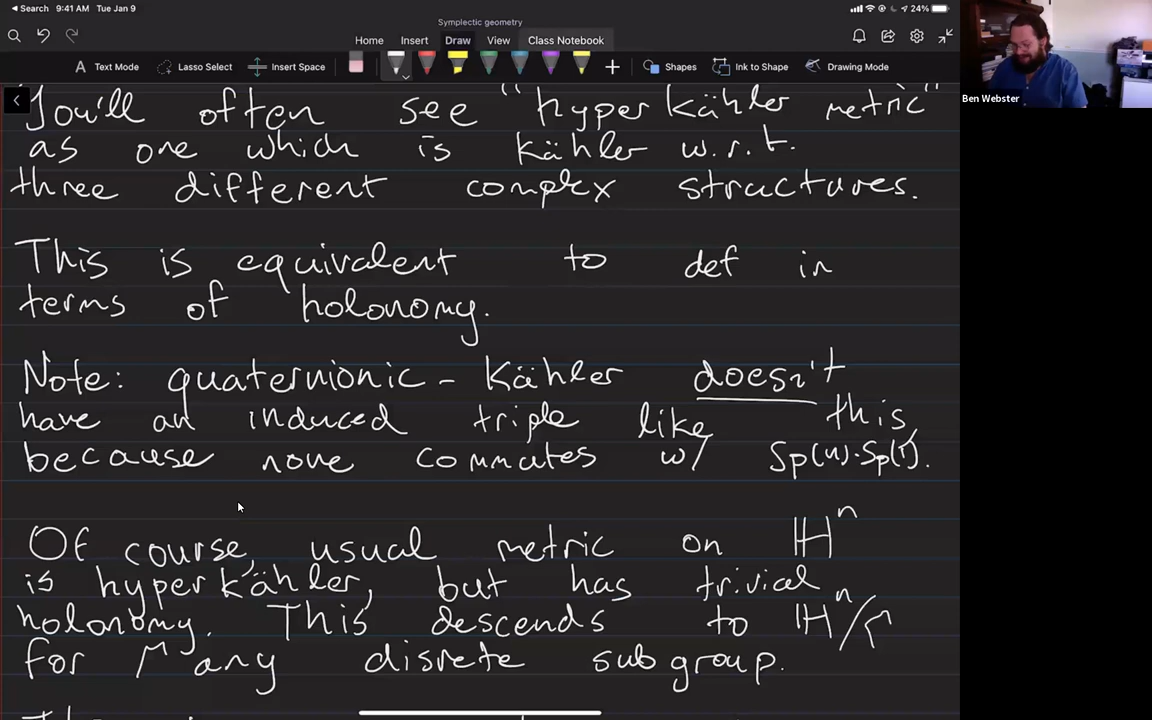 Search 9:41 AM Tue Jan 9
24%
Symplectic geometry
Home Insert Draw View Class Notebook
Text Mode Lasso Select Insert Space Shapes Ink to Shape Drawing Mode
Ben Webster
You'll often see "hyperkähler metric"
as one which is Kähler w.r.t.
three different complex structures.
This is equivalent to def in
terms of holonomy.
Note: quaternionic-Kähler doesn't
have an induced triple like this
because none commutes w/ Sp(n)·Sp(1).
Of course, usual metric on ℍⁿ
is hyperkähler, but has trivial
holonomy. This descends to ℍⁿ/Γ
for Γ any disrete subgroup.